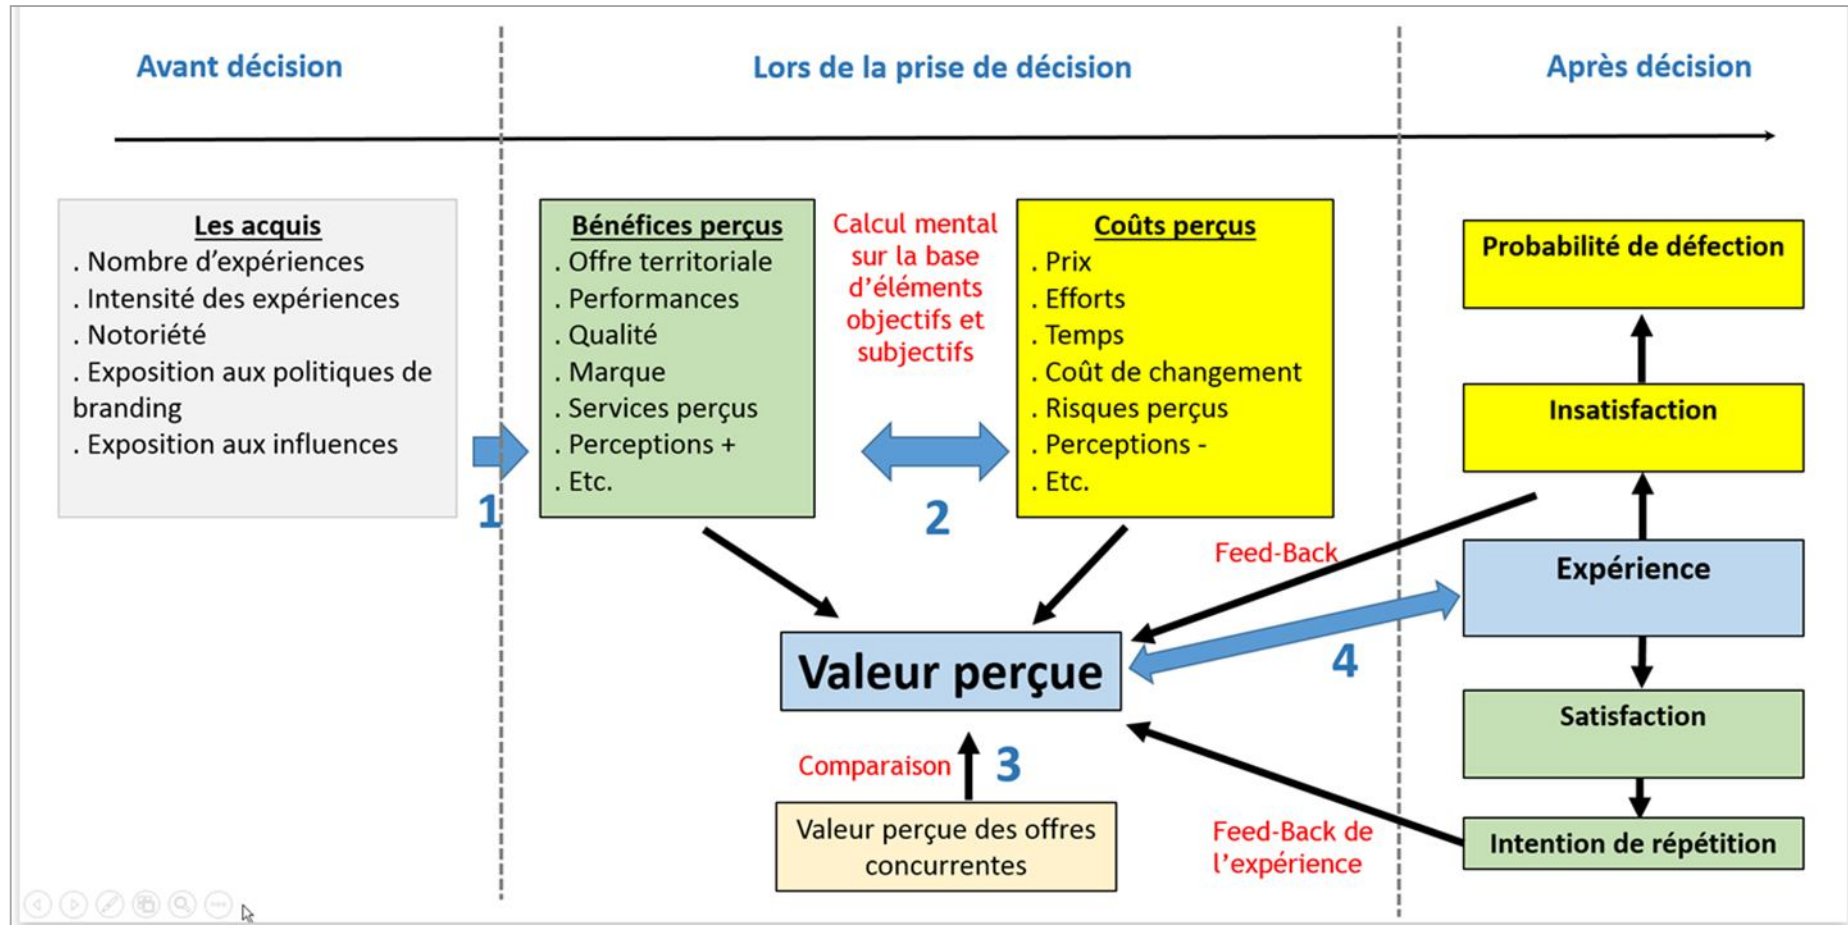 Avant décision
Lors de la prise de décision
Après décision
Les acquis
. Nombre d'expériences
. Intensité des expériences
. Notoriété
. Exposition aux politiques de
branding
. Exposition aux influences
1
Bénéfices perçus
. Offre territoriale
. Performances
. Qualité
. Marque
. Services perçus
. Perceptions +
. Etc.
Calcul mental
sur la base
d'éléments
objectifs et
subjectifs
2
Coûts perçus
. Prix
. Efforts
. Temps
. Coût de changement
. Risques perçus
. Perceptions -
. Etc.
Probabilité de défection
Insatisfaction
Feed-Back
Expérience
Valeur perçue
4
Satisfaction
Comparaison
3
Valeur perçue des offres
concurrentes
Feed-Back de
l'expérience
Intention de répétition